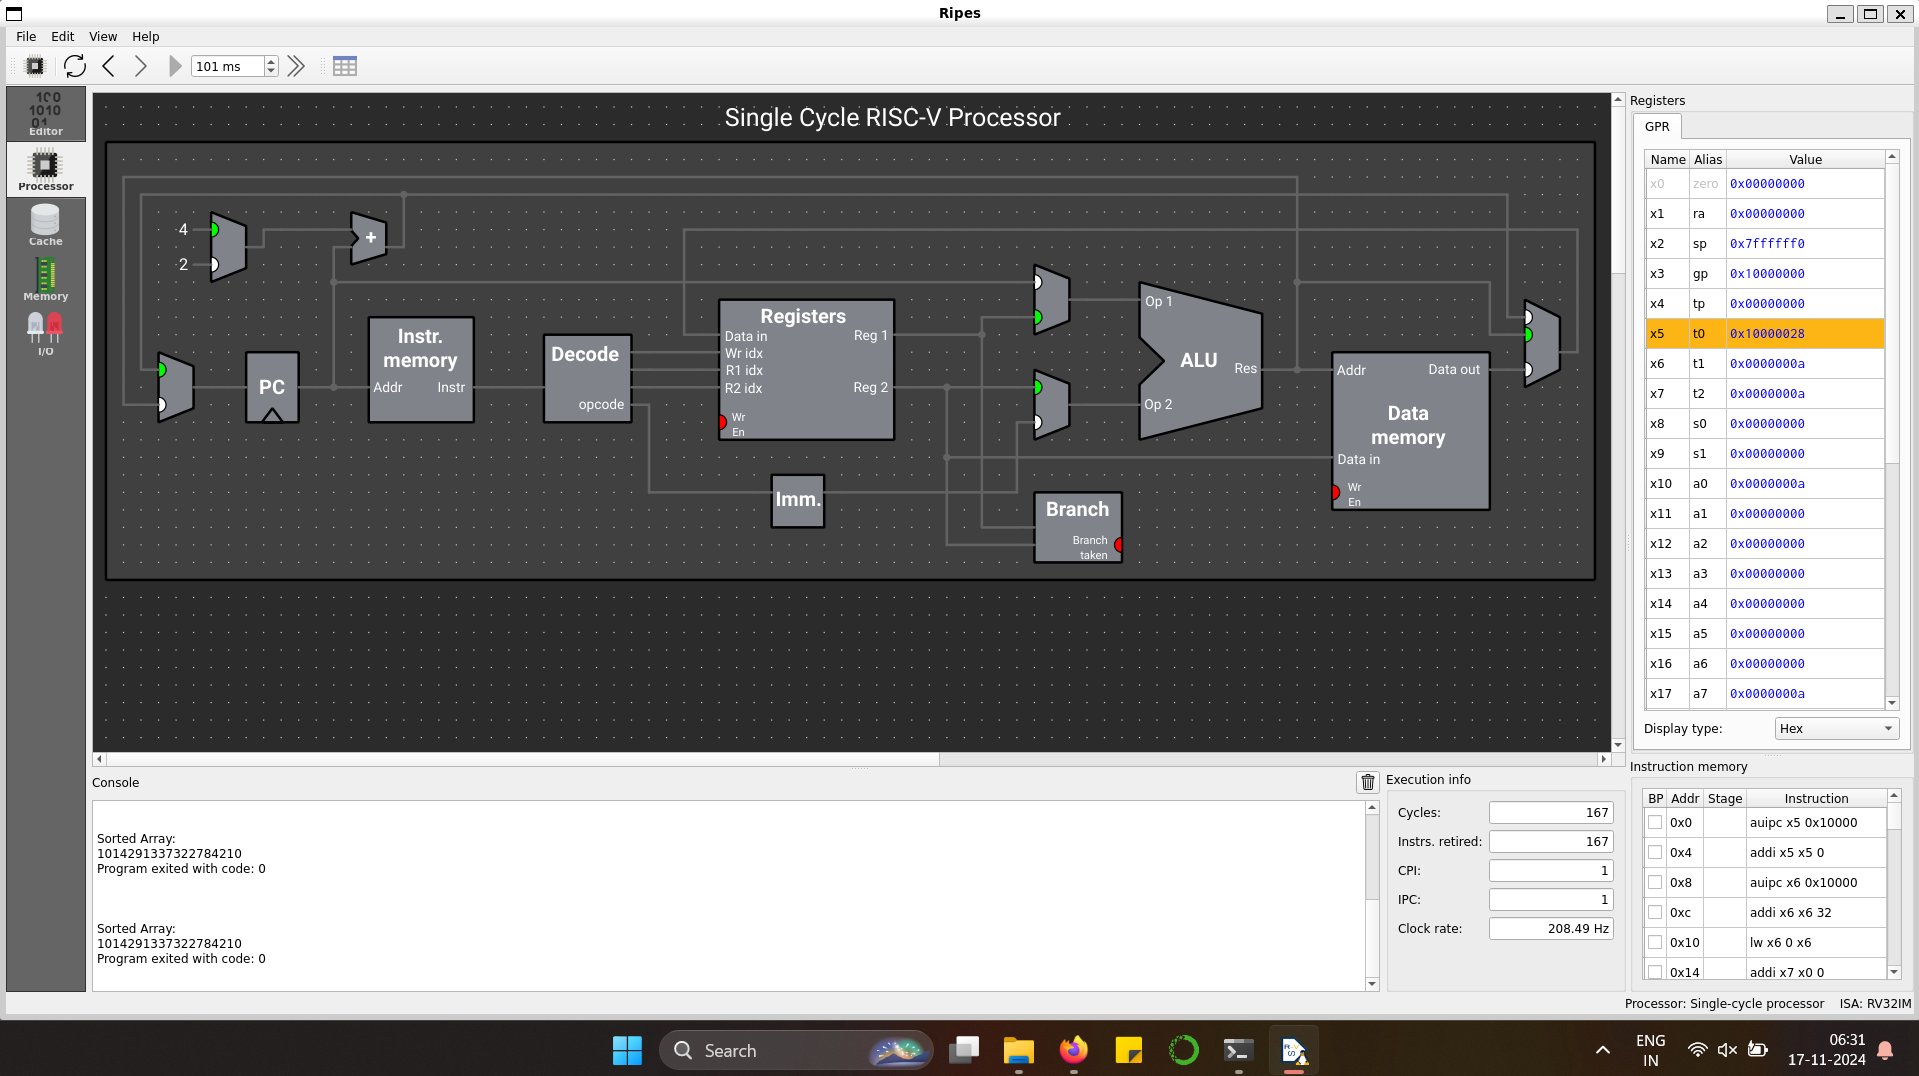 Ripes
File Edit View Help
101 ms
Editor
Processor
Cache
Memory
I/O
Single Cycle RISC-V Processor
4
2
+
PC
Instr. memory
Addr Instr
Decode
opcode
Registers
Data in Reg 1
Wr idx
R1 idx
R2 idx Reg 2
Wr En
Imm.
Op 1
ALU
Res
Op 2
Branch
Branch taken
Addr Data out
Data memory
Data in
Wr En
Registers
GPR
Name Alias Value
x0 zero 0x00000000
x1 ra 0x00000000
x2 sp 0x7ffffff0
x3 gp 0x10000000
x4 tp 0x00000000
x5 t0 0x10000028
x6 t1 0x0000000a
x7 t2 0x0000000a
x8 s0 0x00000000
x9 s1 0x00000000
x10 a0 0x0000000a
x11 a1 0x00000000
x12 a2 0x00000000
x13 a3 0x00000000
x14 a4 0x00000000
x15 a5 0x00000000
x16 a6 0x00000000
x17 a7 0x0000000a
Display type: Hex
Console
Sorted Array:
1014291337322784210
Program exited with code: 0
Sorted Array:
1014291337322784210
Program exited with code: 0
Execution info
Cycles: 167
Instrs. retired: 167
CPI: 1
IPC: 1
Clock rate: 208.49 Hz
Instruction memory
BP Addr Stage Instruction
0x0 auipc x5 0x10000
0x4 addi x5 x5 0
0x8 auipc x6 0x10000
0xc addi x6 x6 32
0x10 lw x6 0 x6
0x14 addi x7 x0 0
Processor: Single-cycle processor ISA: RV32IM
Search
ENG
IN
06:31
17-11-2024